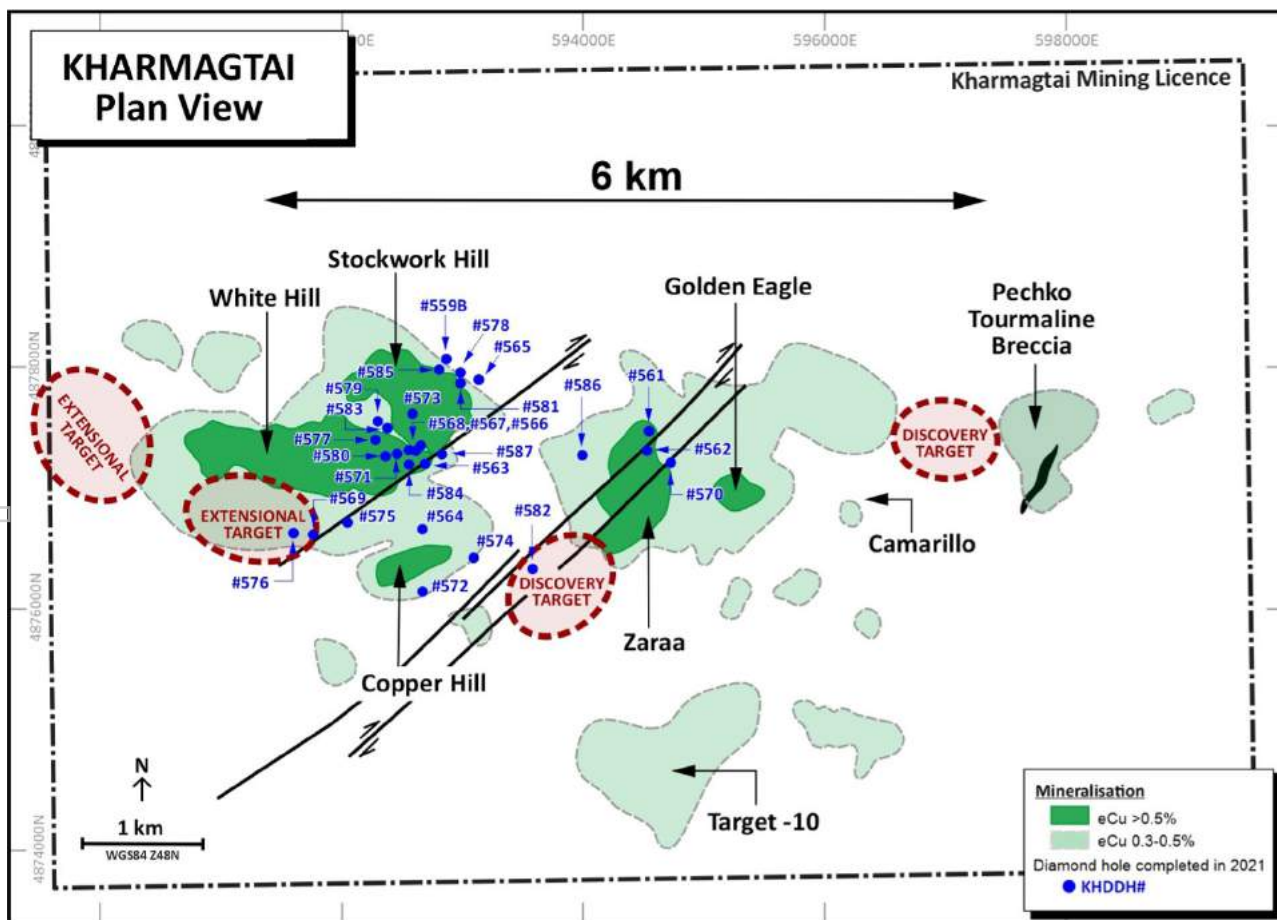 KHARMAGTAI
Plan View
594000E
596000E
598000E
Kharmagtai Mining Licence
6 km
Stockwork Hill
White Hill
Golden Eagle
Pechko
Tourmaline
Breccia
#559B
#578
#565
#585
#579
#573
#583
#568,#567,#566
#581
#586
#561
#577
#580
#587
#562
#571
#563
#570
#584
#569
#575
#564
#582
#574
#576
#572
EXTENSIONAL
TARGET
EXTENSIONAL
TARGET
DISCOVERY
TARGET
DISCOVERY
TARGET
Camarillo
Zaraa
Copper Hill
Target -10
4878000N
4876000N
4874000N
N
1 km
WGS84 Z48N
Mineralisation
eCu >0.5%
eCu 0.3-0.5%
Diamond hole completed in 2021
KHDDH#